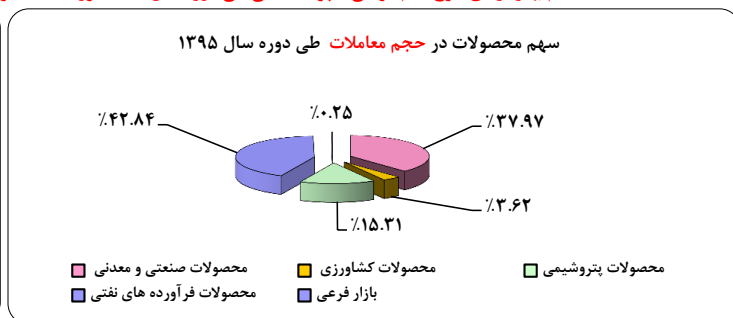 سهم محصولات در حجم معاملات طی دوره سال ۱۳۹۵
٪۴۲.۸۴
٪۰.۲۵
٪۳۷.۹۷
٪۳.۶۲
٪۱۵.۳۱
محصولات پتروشیمی
محصولات کشاورزی
محصولات صنعتی و معدنی
بازار فرعی
محصولات فرآورده های نفتی